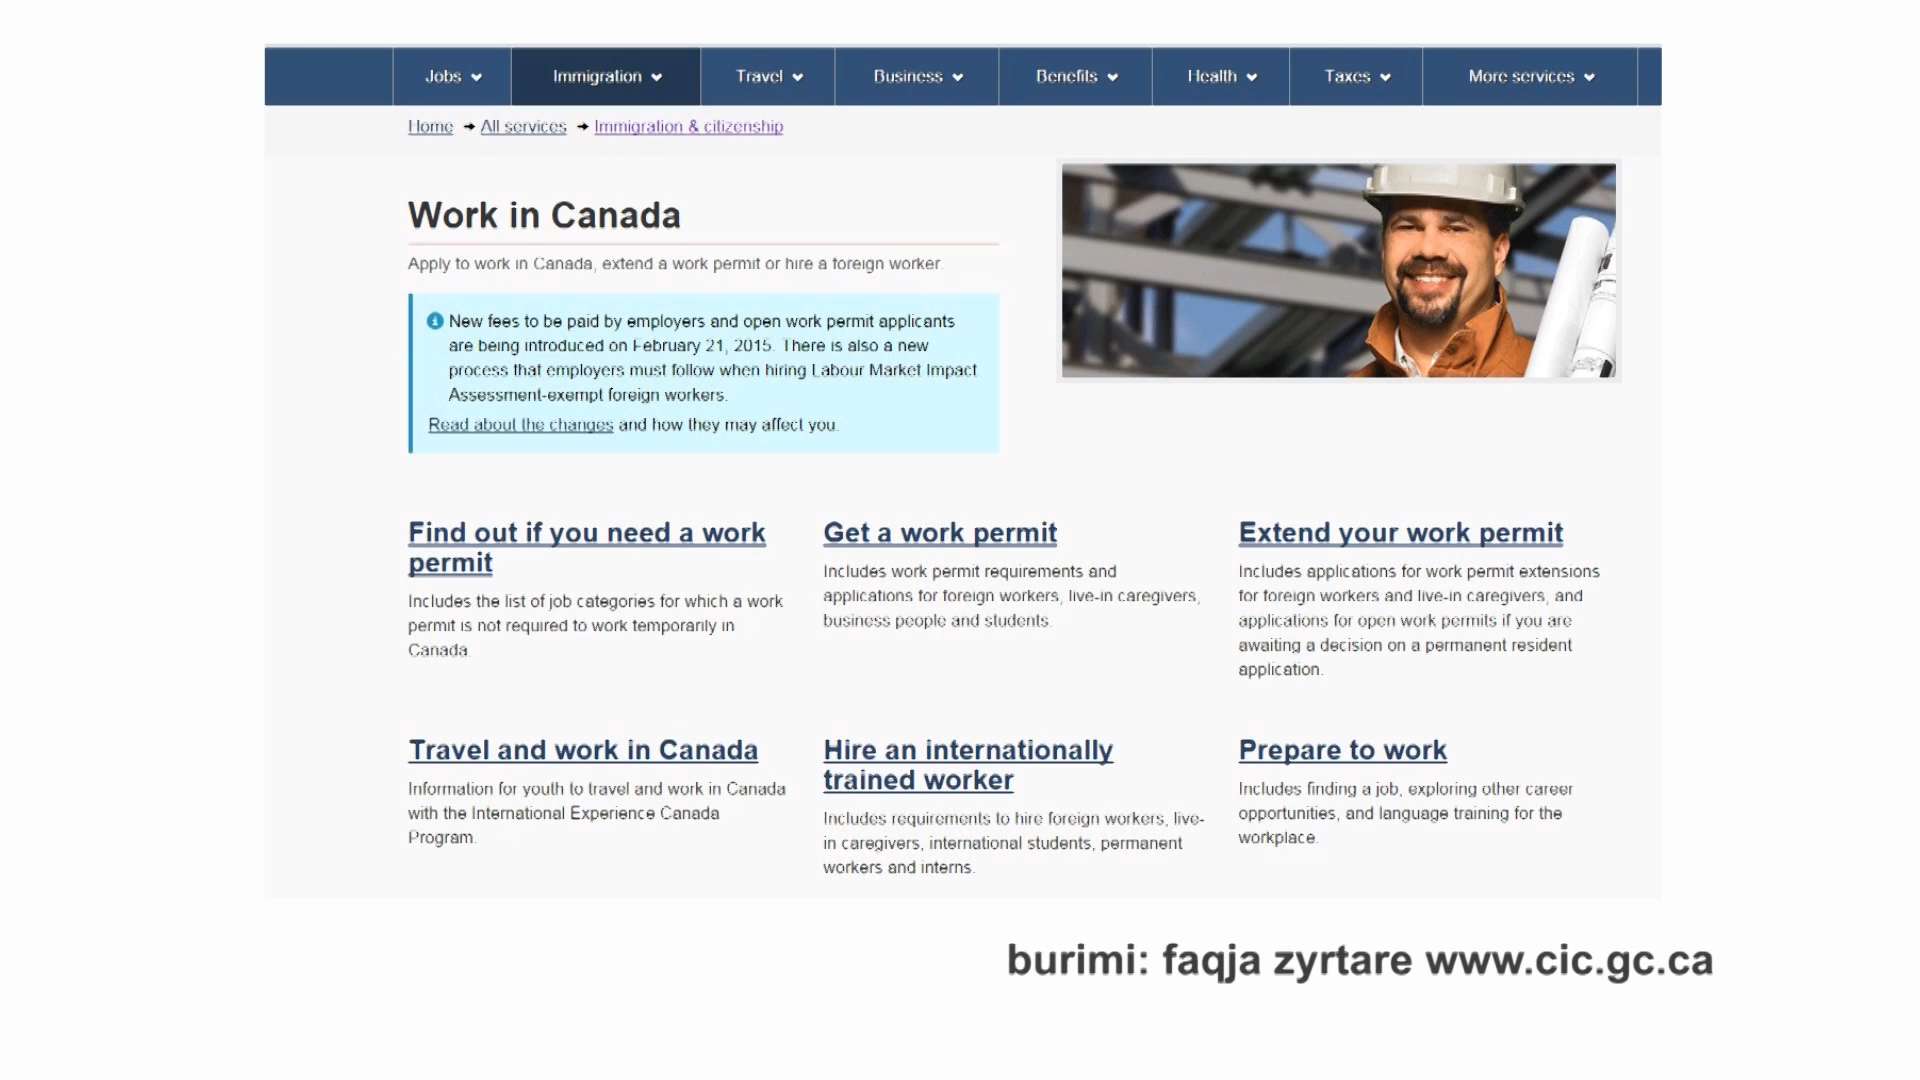 Jobs Immigration Travel Business Benefits Health Taxes More services
Home → All services → Immigration & citizenship
Work in Canada
Apply to work in Canada, extend a work permit or hire a foreign worker.
New fees to be paid by employers and open work permit applicants
are being introduced on February 21, 2015. There is also a new
process that employers must follow when hiring Labour Market Impact
Assessment-exempt foreign workers.
Read about the changes and how they may affect you.
Find out if you need a work
permit
Includes the list of job categories for which a work
permit is not required to work temporarily in
Canada.
Get a work permit
Includes work permit requirements and
applications for foreign workers, live-in caregivers,
business people and students.
Extend your work permit
Includes applications for work permit extensions
for foreign workers and live-in caregivers, and
applications for open work permits if you are
awaiting a decision on a permanent resident
application.
Travel and work in Canada
Information for youth to travel and work in Canada
with the International Experience Canada
Program.
Hire an internationally
trained worker
Includes requirements to hire foreign workers, live-
in caregivers, international students, permanent
workers and interns.
Prepare to work
Includes finding a job, exploring other career
opportunities, and language training for the
workplace.
burimi: faqja zyrtare www.cic.gc.ca